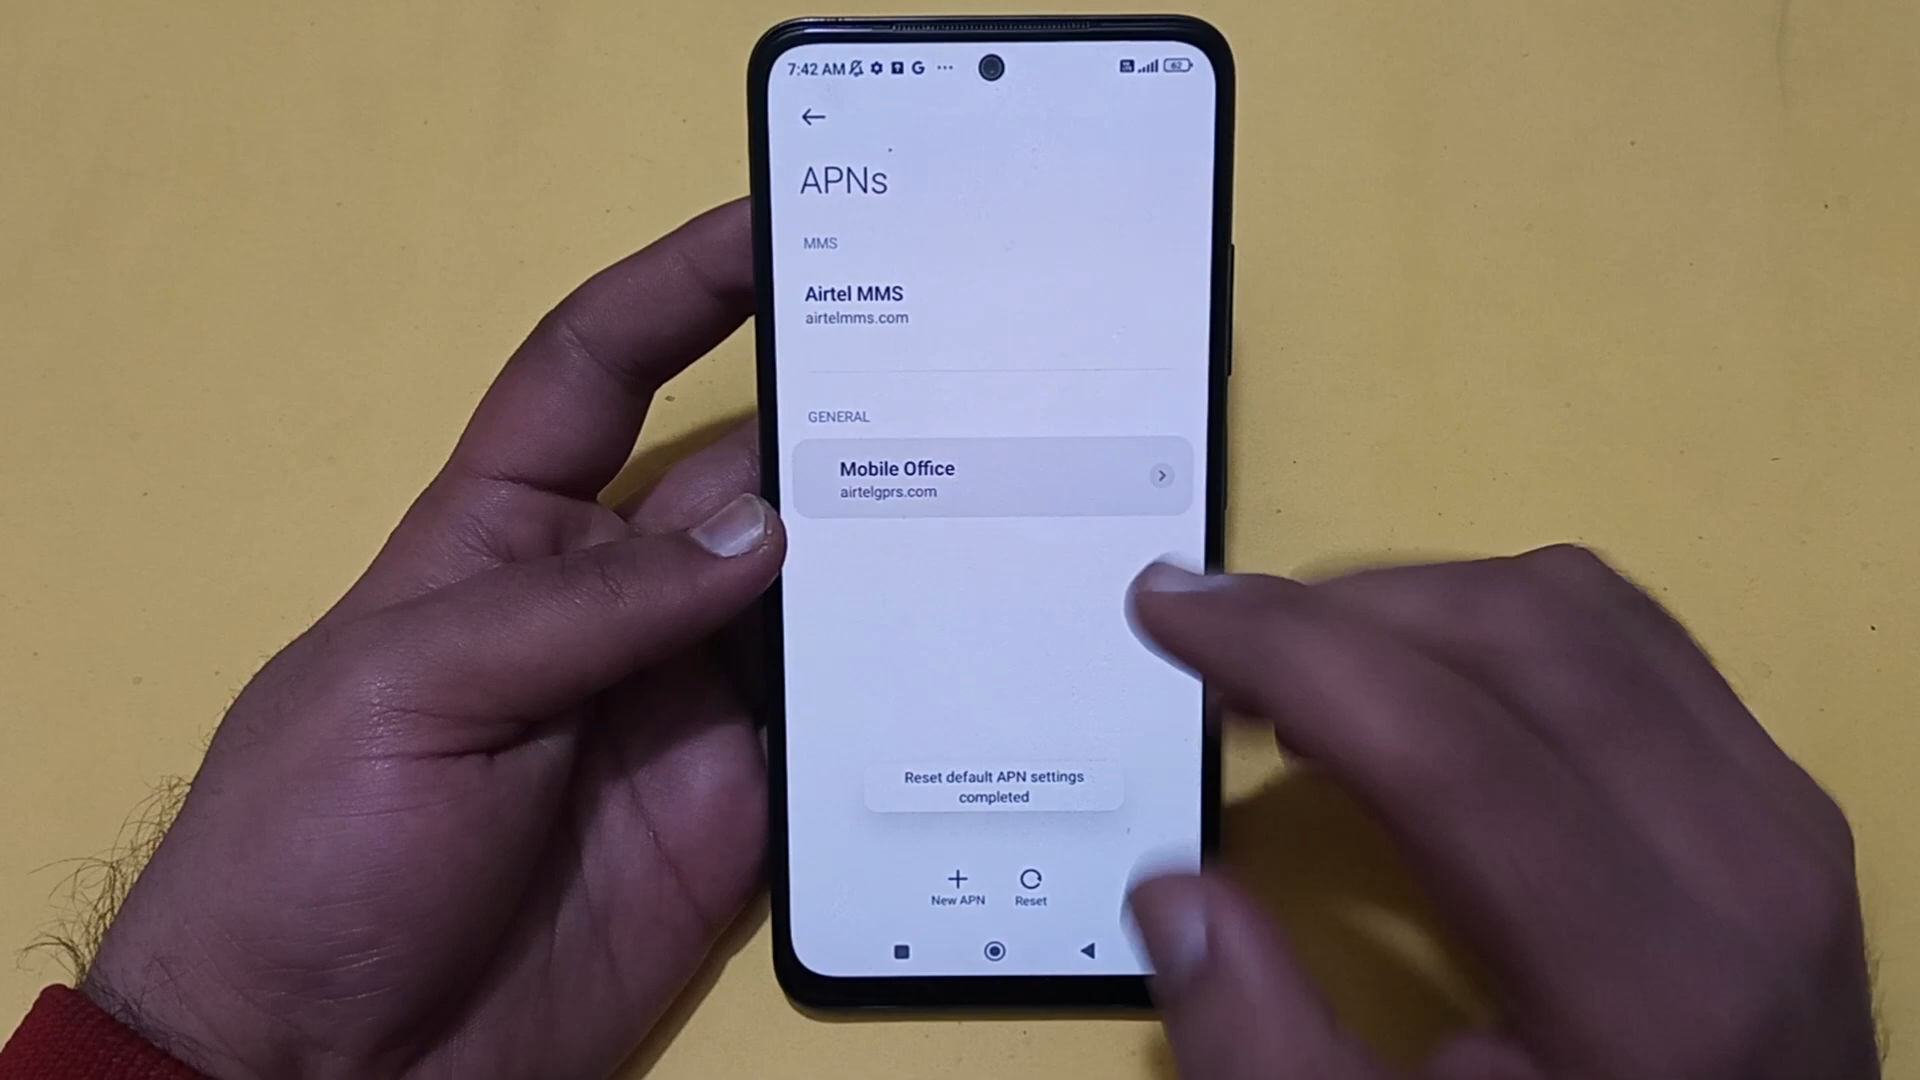 7:42 AM
62
APNs
MMS
Airtel MMS
airtelmms.com
GENERAL
Mobile Office
airtelgprs.com
Reset default APN settings
completed
New APN
Reset